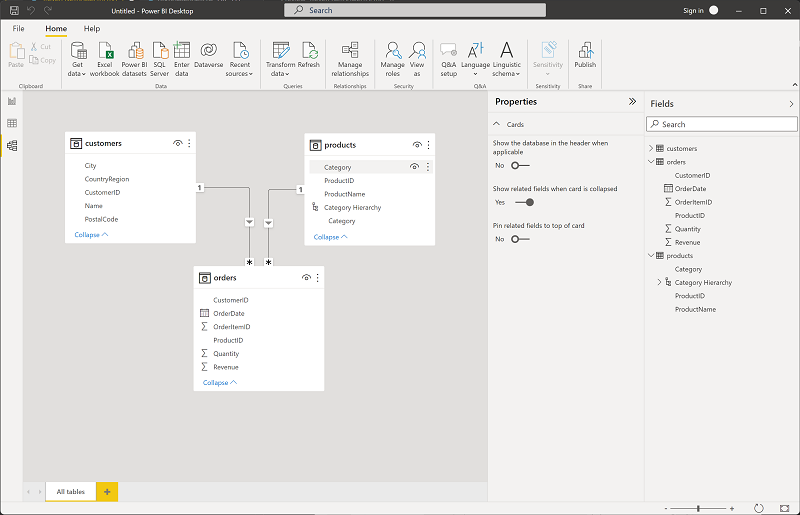 Untitled - Power BI Desktop
Search
Sign in
File
Home
Help
Paste
Cut
Copy
Clipboard
Get data
Excel workbook
Power BI datasets
SQL Server
Enter data
Dataverse
Recent sources
Data
Transform data
Refresh
Queries
Manage relationships
Relationships
Manage roles
View as
Security
Q&A setup
Language
Linguistic schema
Q&A
Sensitivity
Sensitivity
Publish
Share
customers
City
CountryRegion
CustomerID
Name
PostalCode
Collapse
1
products
Category
ProductID
ProductName
Category Hierarchy
Category
Collapse
1
*
*
orders
CustomerID
OrderDate
OrderItemID
ProductID
Quantity
Revenue
Collapse
All tables
Properties
Cards
Show the database in the header when
applicable
No
Show related fields when card is collapsed
Yes
Pin related fields to top of card
No
Fields
Search
customers
orders
CustomerID
OrderDate
OrderItemID
ProductID
Quantity
Revenue
products
Category
Category Hierarchy
ProductID
ProductName